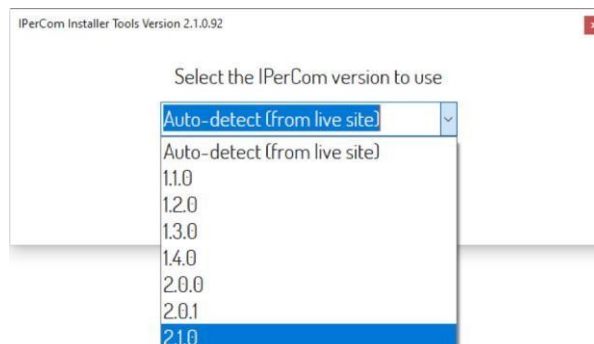 IPerCom Installer Tools Version 2.1.0.92
x
Select the IPerCom version to use
Auto-detect (from live site)
Auto-detect (from live site)
1.1.0
1.2.0
1.3.0
1.4.0
2.0.0
2.0.1
2.1.0